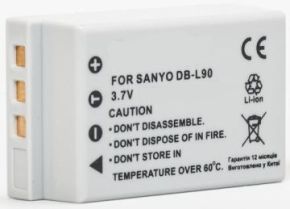 FOR SANYO DB-L90
3.7V
CAUTION
• DON'T DISASSEMBLE.
• DON'T DISPOSE OF IN FIRE.
• DON'T STORE IN
TEMPERATURE OVER 60°C.
CE
Li-ion
Гарантія 12 місяців
Виготовлено у Китаї